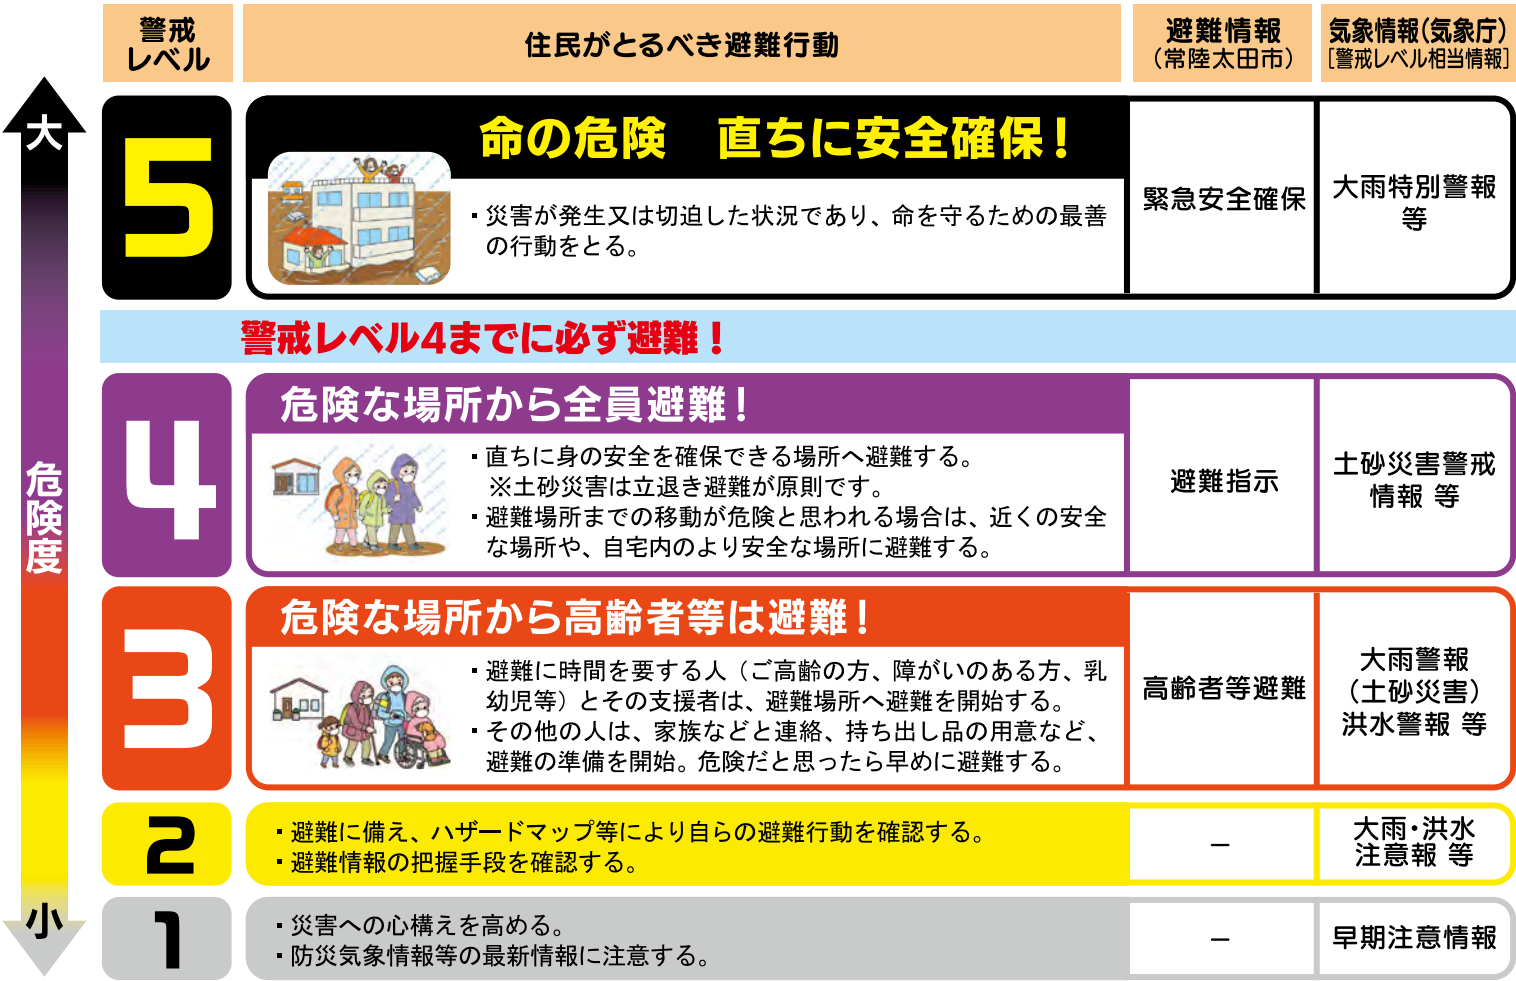 警戒
レベル
住民がとるべき避難行動
避難情報
（常陸太田市）
気象情報（気象庁）
［警戒レベル相当情報］
大
危険度
小
5
命の危険　直ちに安全確保！
・災害が発生又は切迫した状況であり、命を守るための最善
の行動をとる。
緊急安全確保
大雨特別警報
等
警戒レベル4までに必ず避難！
4
危険な場所から全員避難！
・直ちに身の安全を確保できる場所へ避難する。
※土砂災害は立退き避難が原則です。
・避難場所までの移動が危険と思われる場合は、近くの安全
な場所や、自宅内のより安全な場所に避難する。
避難指示
土砂災害警戒
情報 等
3
危険な場所から高齢者等は避難！
・避難に時間を要する人（ご高齢の方、障がいのある方、乳
幼児等）とその支援者は、避難場所へ避難を開始する。
・その他の人は、家族などと連絡、持ち出し品の用意など、
避難の準備を開始。危険だと思ったら早めに避難する。
高齢者等避難
大雨警報
（土砂災害）
洪水警報 等
2
・避難に備え、ハザードマップ等により自らの避難行動を確認する。
・避難情報の把握手段を確認する。
－
大雨・洪水
注意報 等
1
・災害への心構えを高める。
・防災気象情報等の最新情報に注意する。
－
早期注意情報